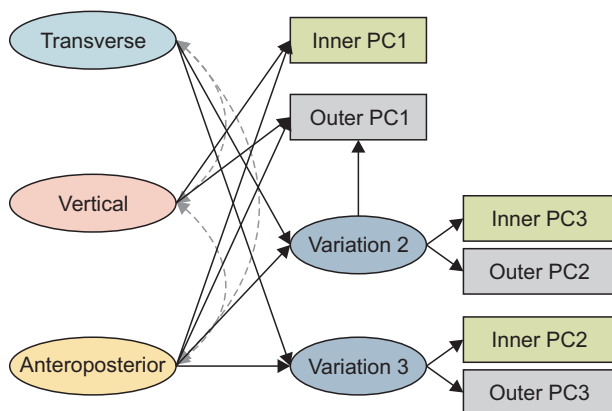 Transverse
Inner PC1
Outer PC1
Vertical
Inner PC3
Variation 2
Outer PC2
Inner PC2
Anteroposterior
Variation 3
Outer PC3